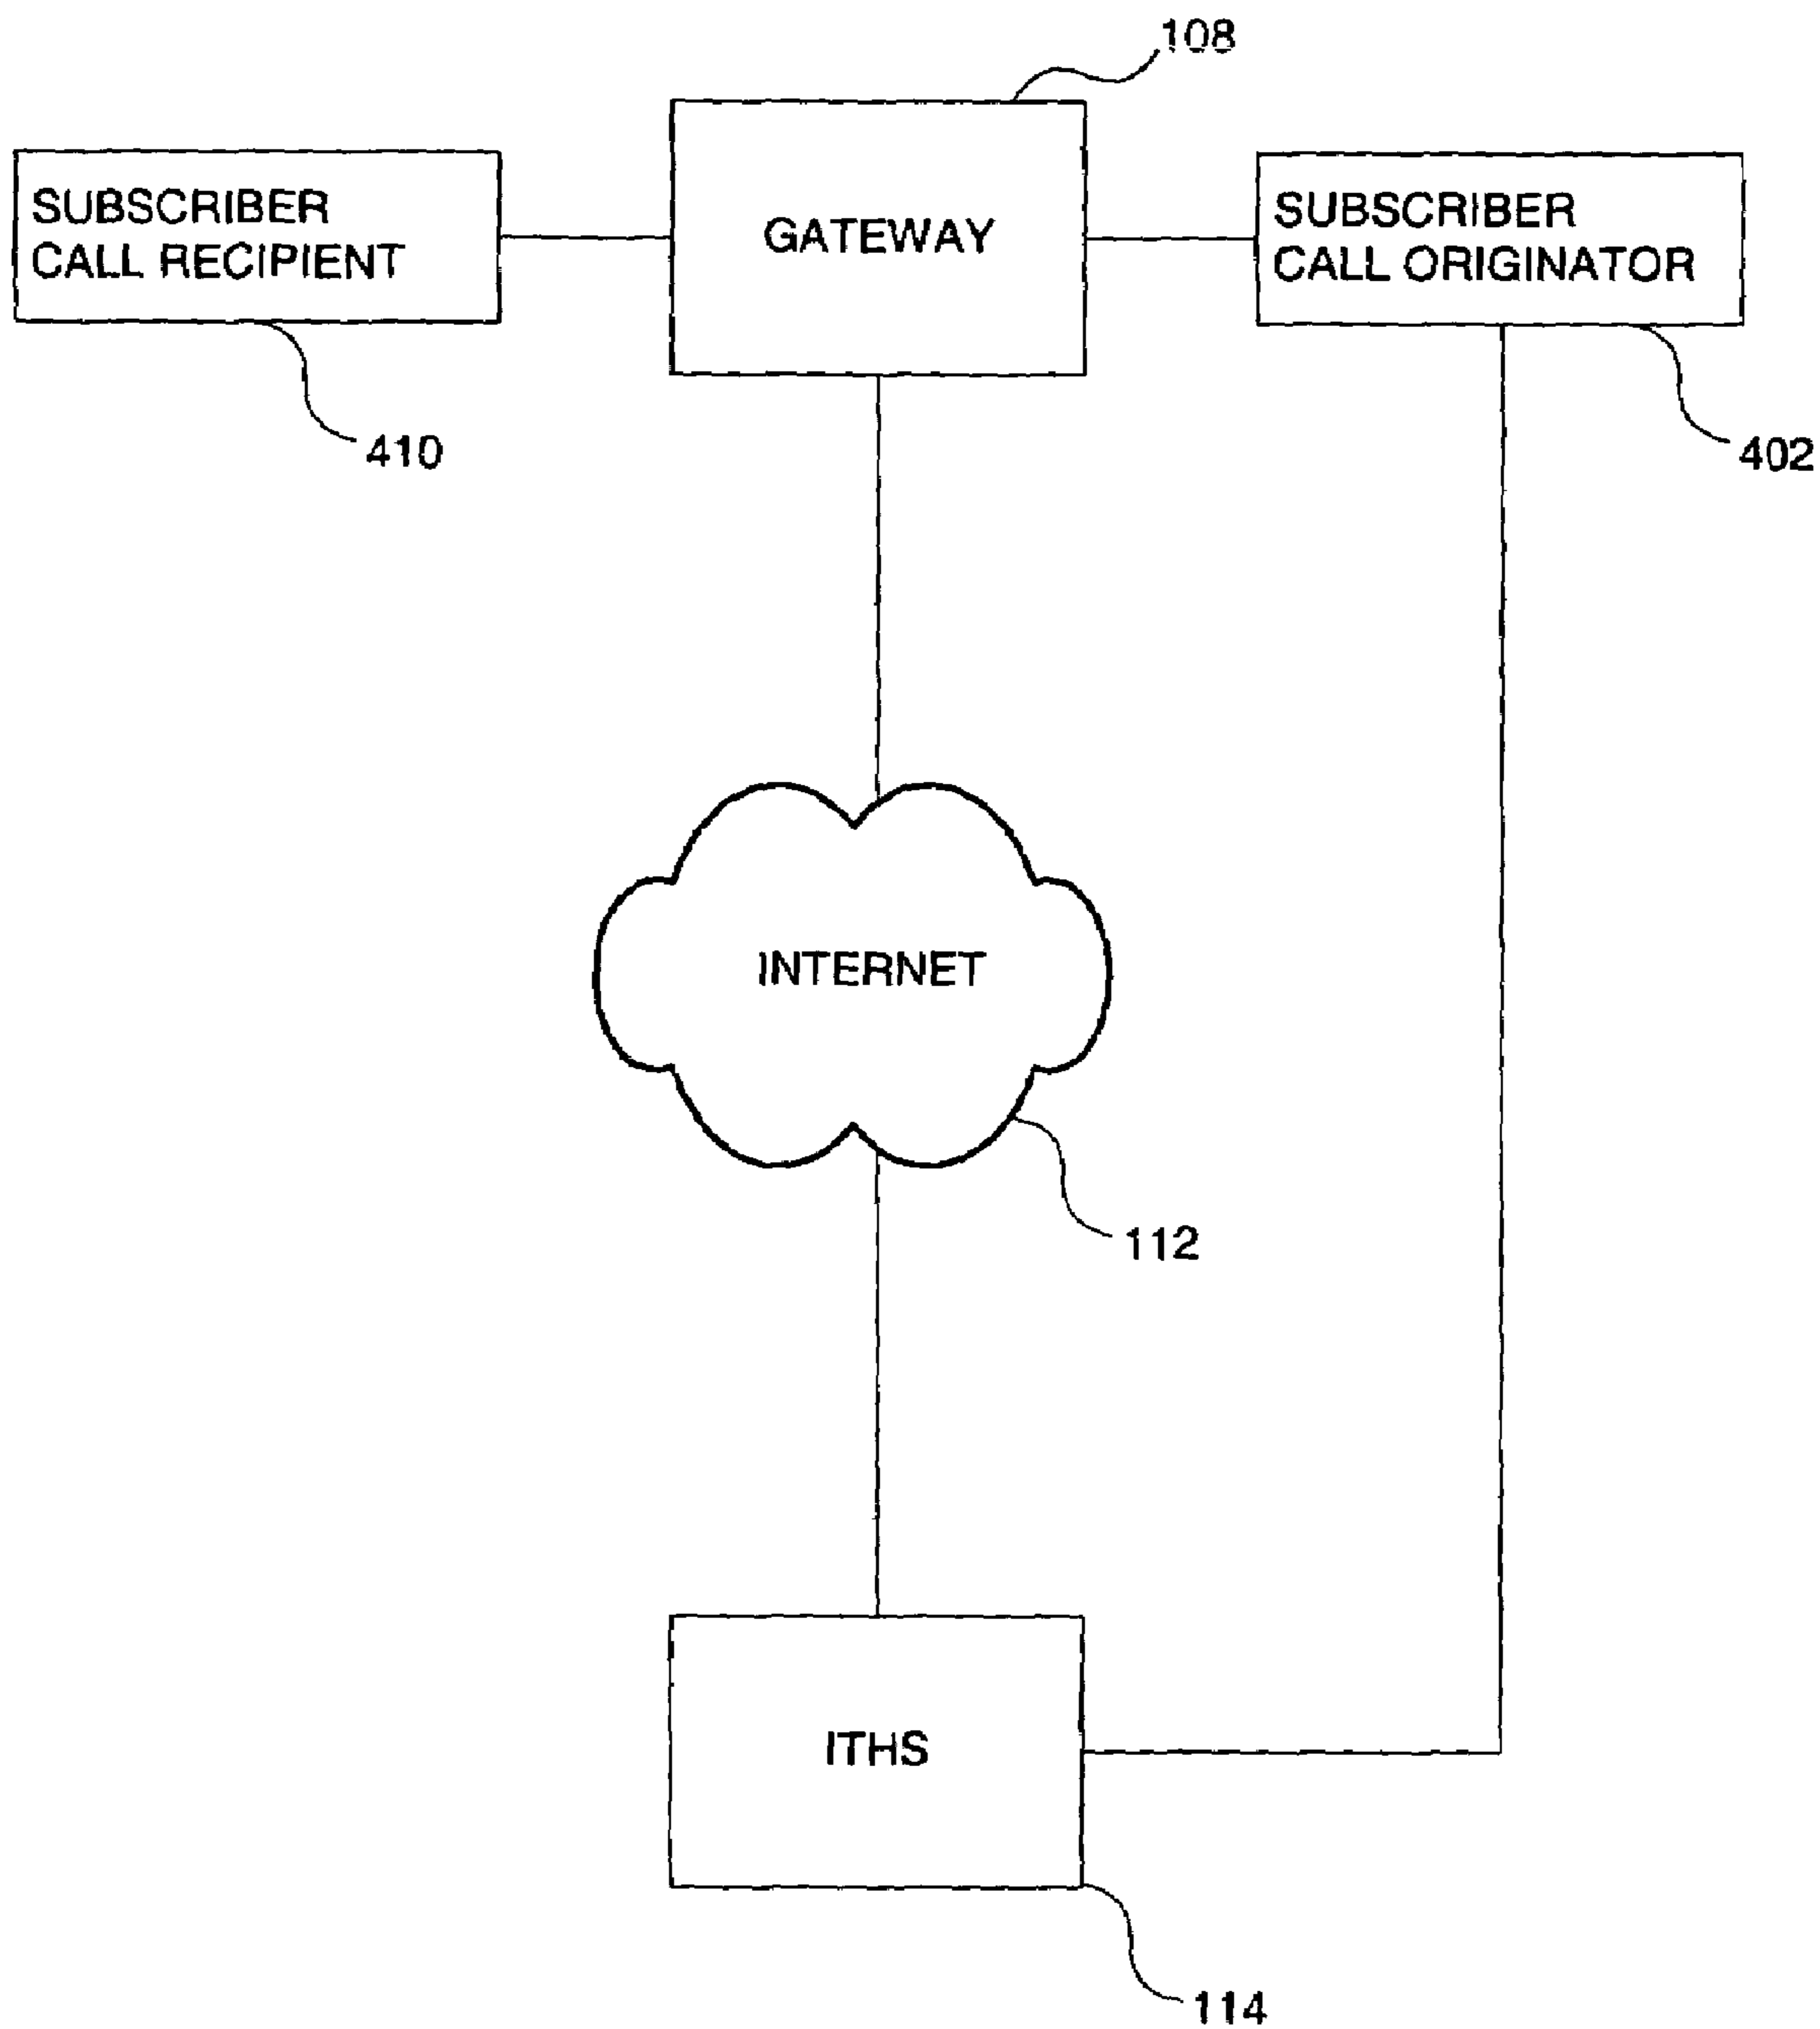 108
SUBSCRIBER
CALL RECIPIENT
GATEWAY
SUBSCRIBER
CALL ORIGINATOR
410
402
INTERNET
112
ITHS
114